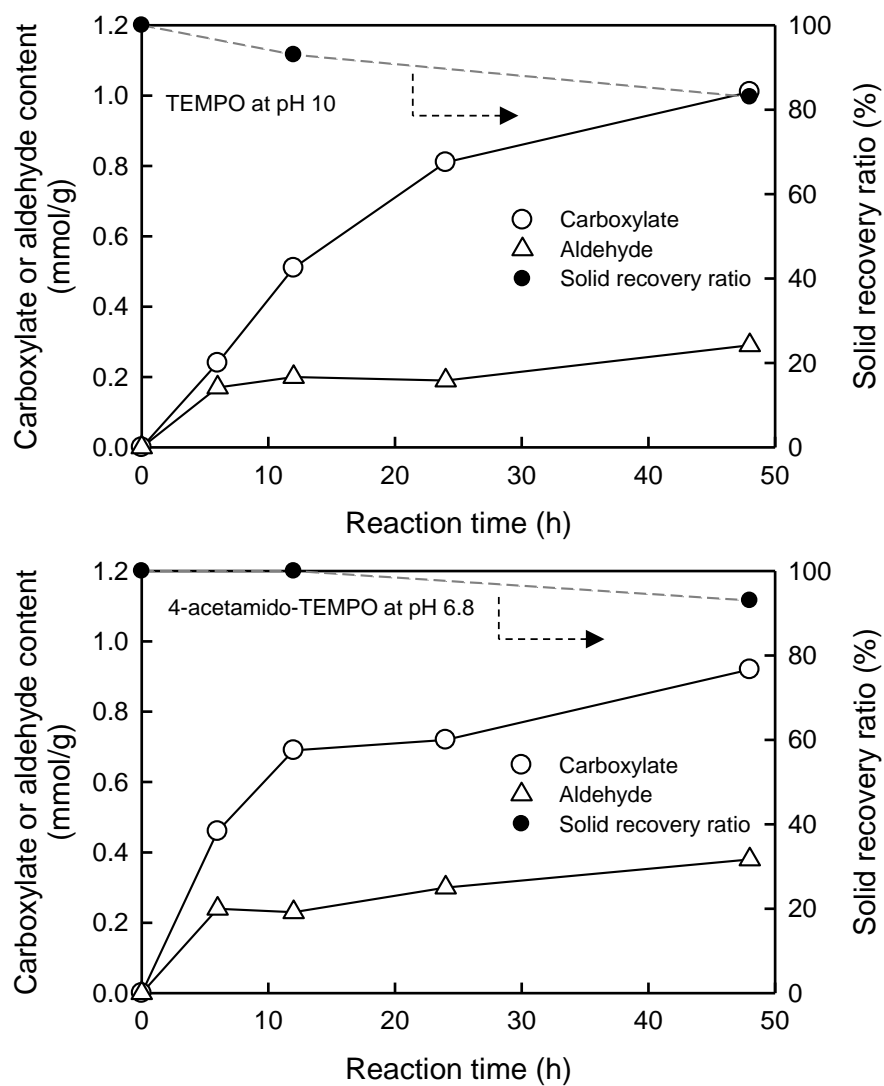 Carboxylate or aldehyde content
(mmol/g)
1.2
1.0
0.8
0.6
0.4
0.2
0.0
TEMPO at pH 10
Carboxylate
Aldehyde
Solid recovery ratio
100
80
60
40
20
0
Solid recovery ratio (%)
0
10
20
30
40
50
Reaction time (h)
Carboxylate or aldehyde content
(mmol/g)
1.2
1.0
0.8
0.6
0.4
0.2
0.0
4-acetamido-TEMPO at pH 6.8
Carboxylate
Aldehyde
Solid recovery ratio
100
80
60
40
20
0
Solid recovery ratio (%)
0
10
20
30
40
50
Reaction time (h)